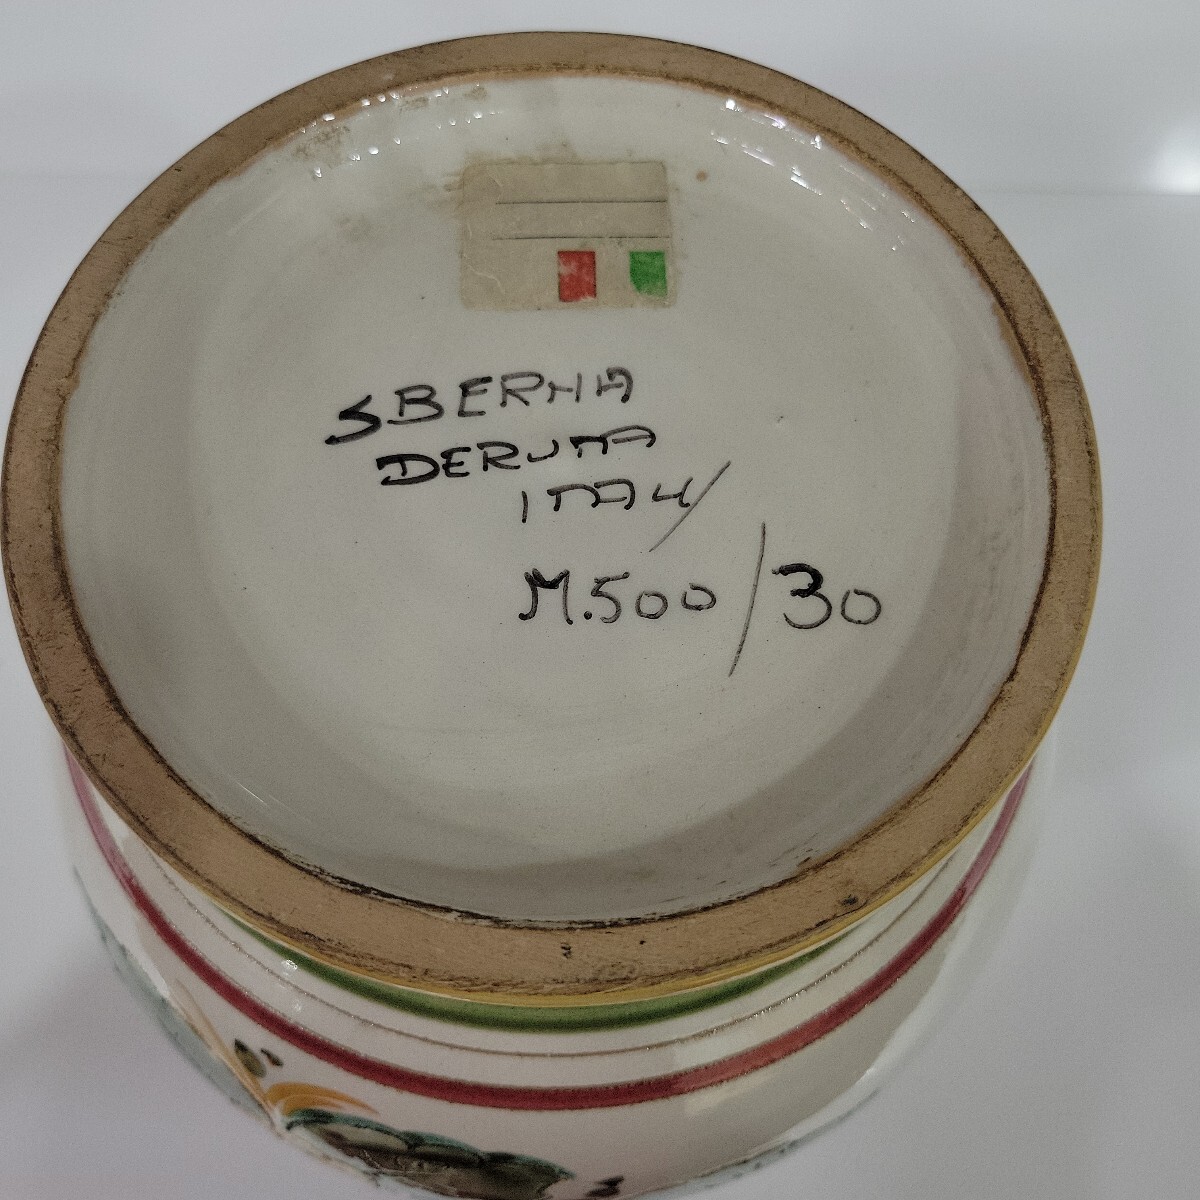 SBERNA
DERUTA
ITALY
M.500/30